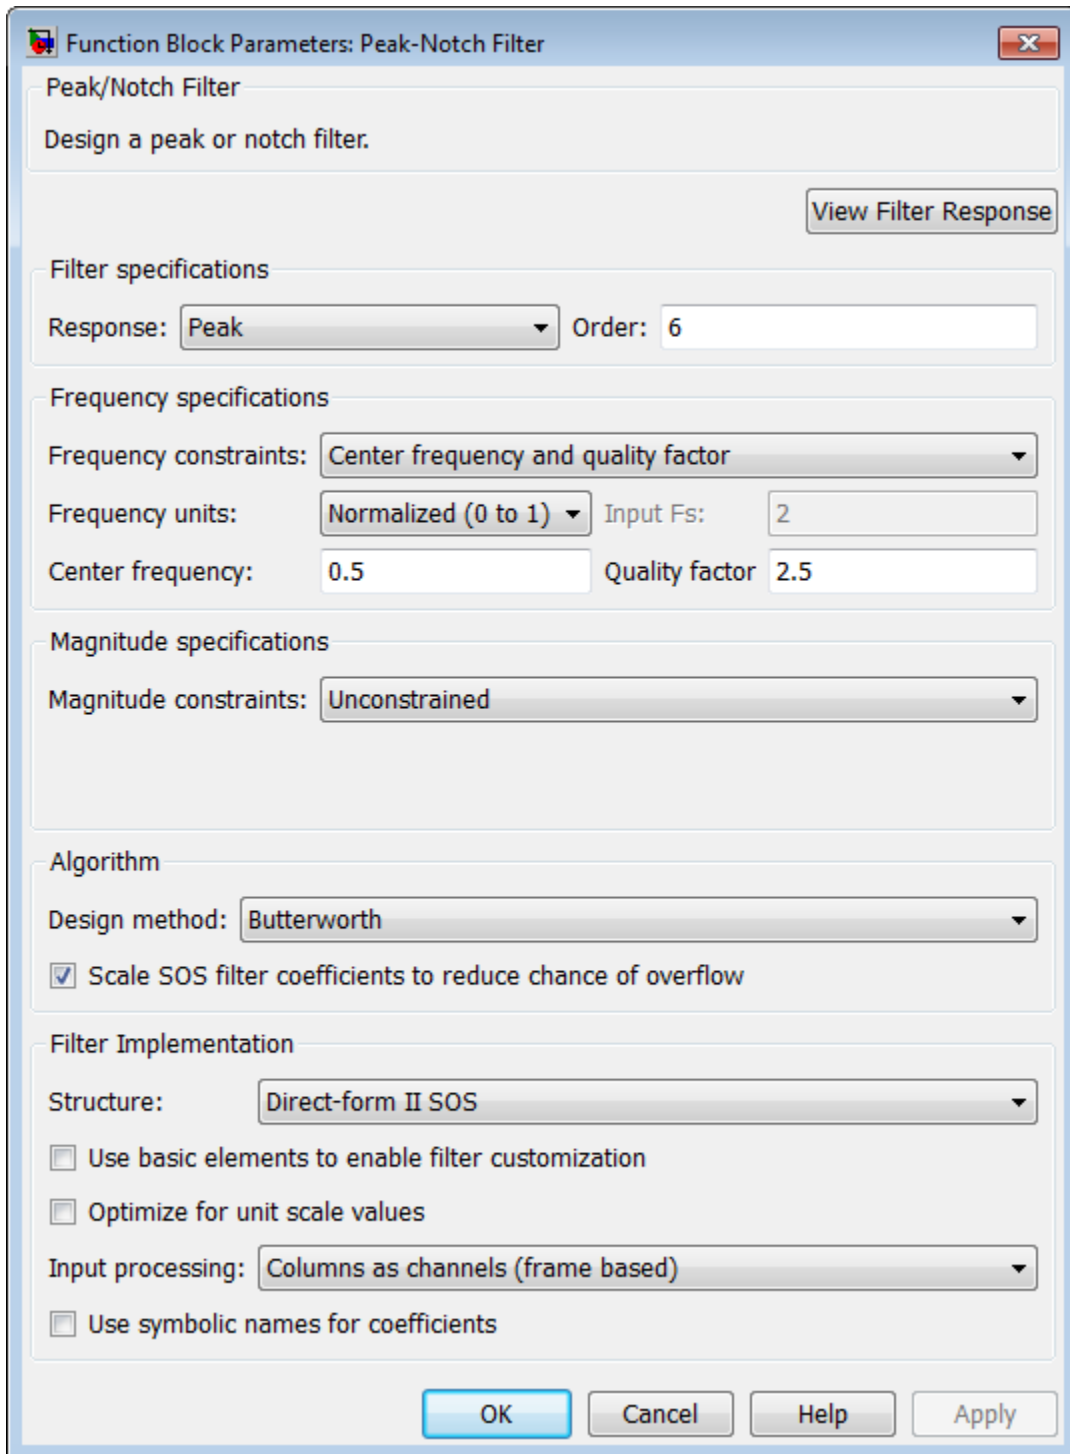 Function Block Parameters: Peak-Notch Filter
Peak/Notch Filter
Design a peak or notch filter.
View Filter Response
Filter specifications
Response: Peak Order: 6
Frequency specifications
Frequency constraints: Center frequency and quality factor
Frequency units: Normalized (0 to 1) Input Fs: 2
Center frequency: 0.5 Quality factor 2.5
Magnitude specifications
Magnitude constraints: Unconstrained
Algorithm
Design method: Butterworth
Scale SOS filter coefficients to reduce chance of overflow
Filter Implementation
Structure: Direct-form II SOS
Use basic elements to enable filter customization
Optimize for unit scale values
Input processing: Columns as channels (frame based)
Use symbolic names for coefficients
OK Cancel Help Apply